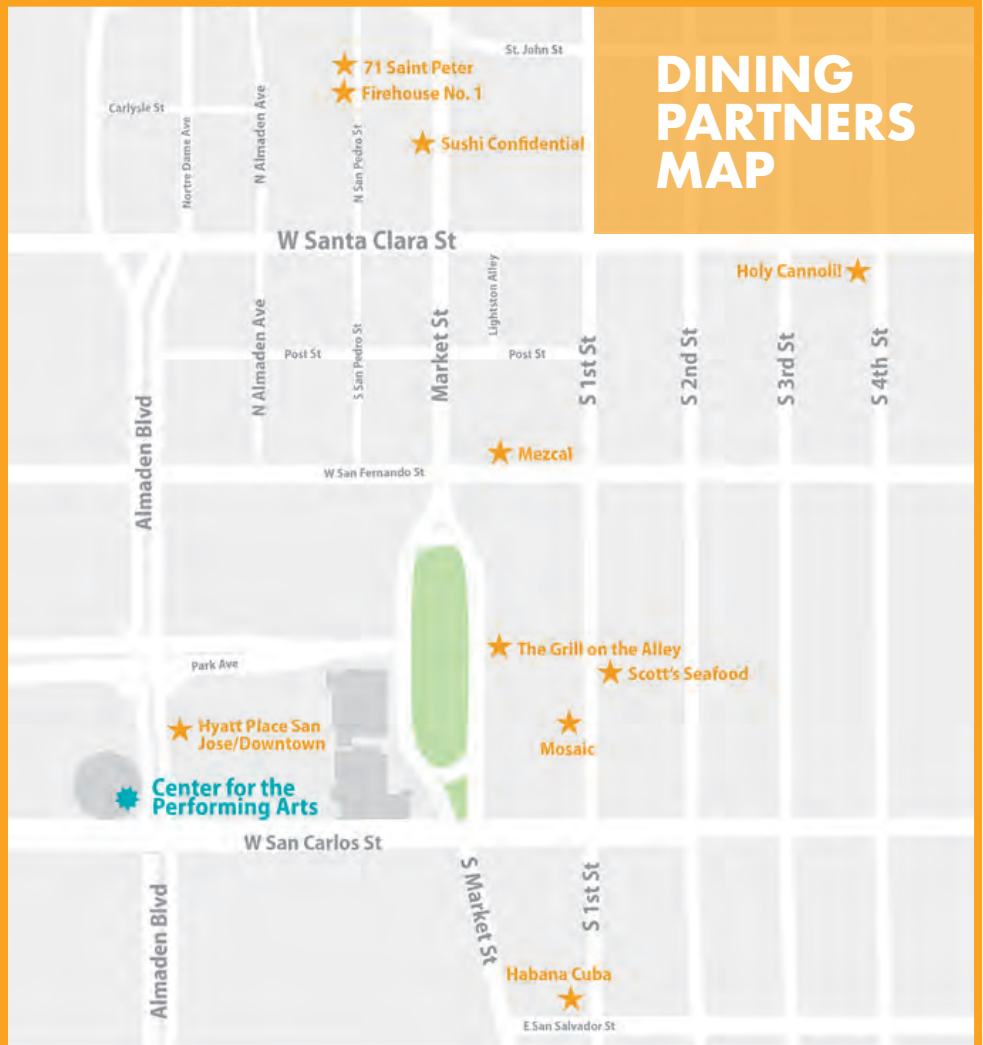 DINING
PARTNERS
MAP
St. John St
71 Saint Peter
Firehouse No. 1
Carlysle St
N Almaden Ave
Nortre Dame Ave
N San Pedro St
Sushi Confidential
W Santa Clara St
Holy Cannoli!
Lightston Alley
N Almaden Ave
S San Pedro St
Market St
Post St
Post St
S 1st St
S 2nd St
S 3rd St
S 4th St
Almaden Blvd
Mezcal
W San Fernando St
The Grill on the Alley
Park Ave
Scott's Seafood
Hyatt Place San
Jose/Downtown
Mosaic
Center for the
Performing Arts
W San Carlos St
S Market St
S 1st St
Almaden Blvd
Habana Cuba
E San Salvador St